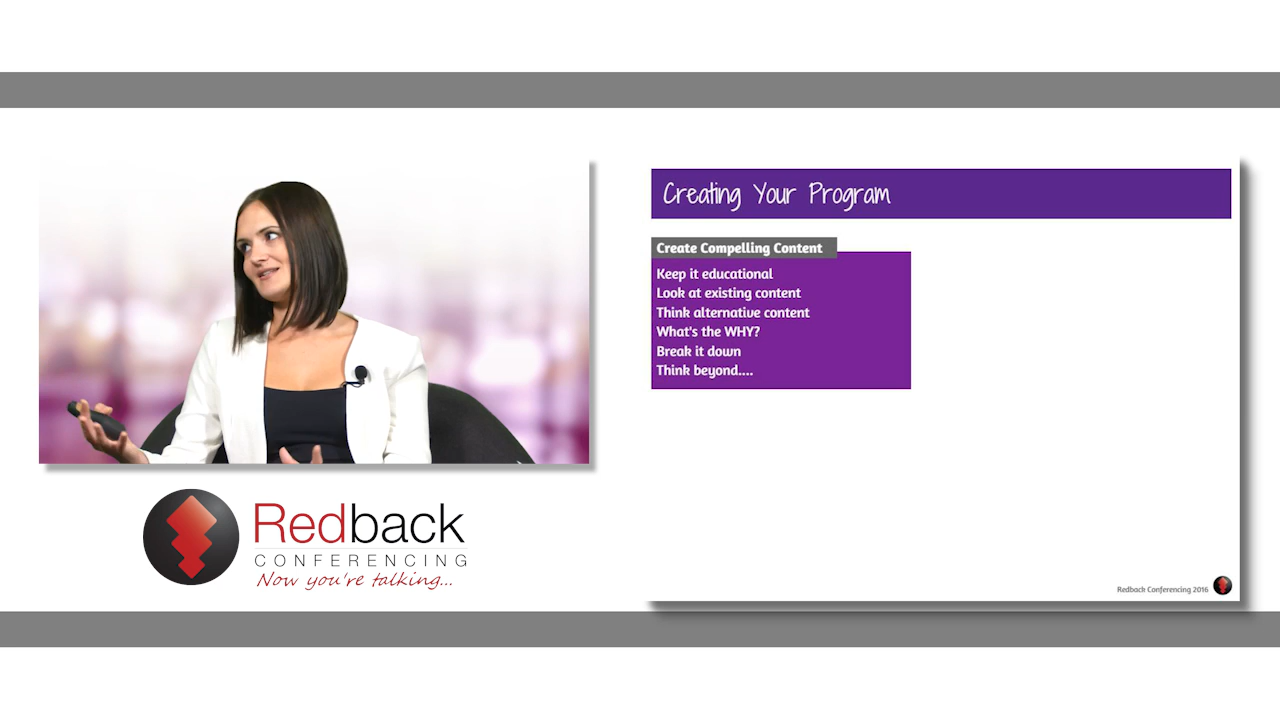 Creating Your Program
Create Compelling Content
Keep it educational
Look at existing content
Think alternative content
What's the WHY?
Break it down
Think beyond....
Redback Conferencing 2016
Redback
CONFERENCING
Now you're talking...